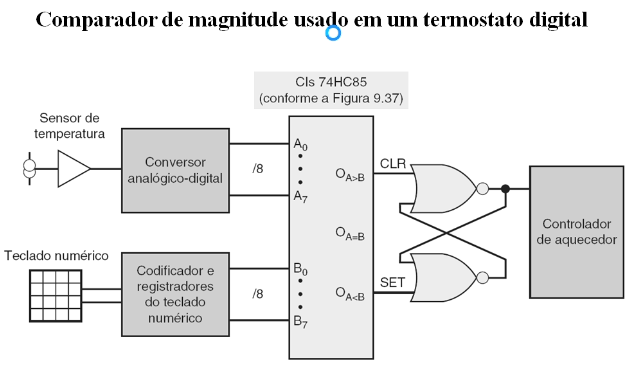 Comparador de magnitude usado em um termostato digital
CIs 74HC85
(conforme a Figura 9.37)
Sensor de
temperatura
Conversor
analógico-digital
/8
A0
A7
OA>B
CLR
OA=B
Controlador
de aquecedor
Teclado numérico
Codificador e
registradores
do teclado
numérico
/8
B0
B7
OA<B
SET